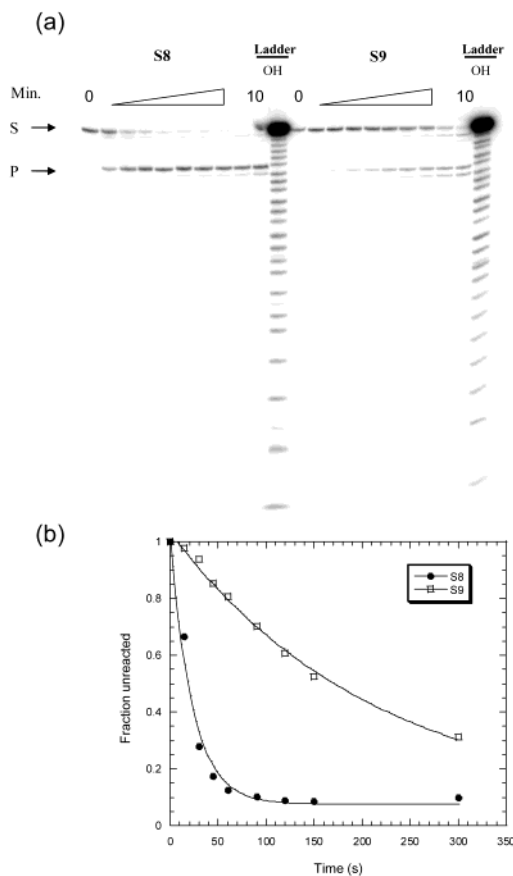 (a)
S8 Ladder S9 Ladder
OH OH
Min. 0 10 0 10
S
P
(b)
1
0.8
0.6
0.4
0.2
0
Fraction unreacted
S8
S9
0 50 100 150 200 250 300 350
Time (s)